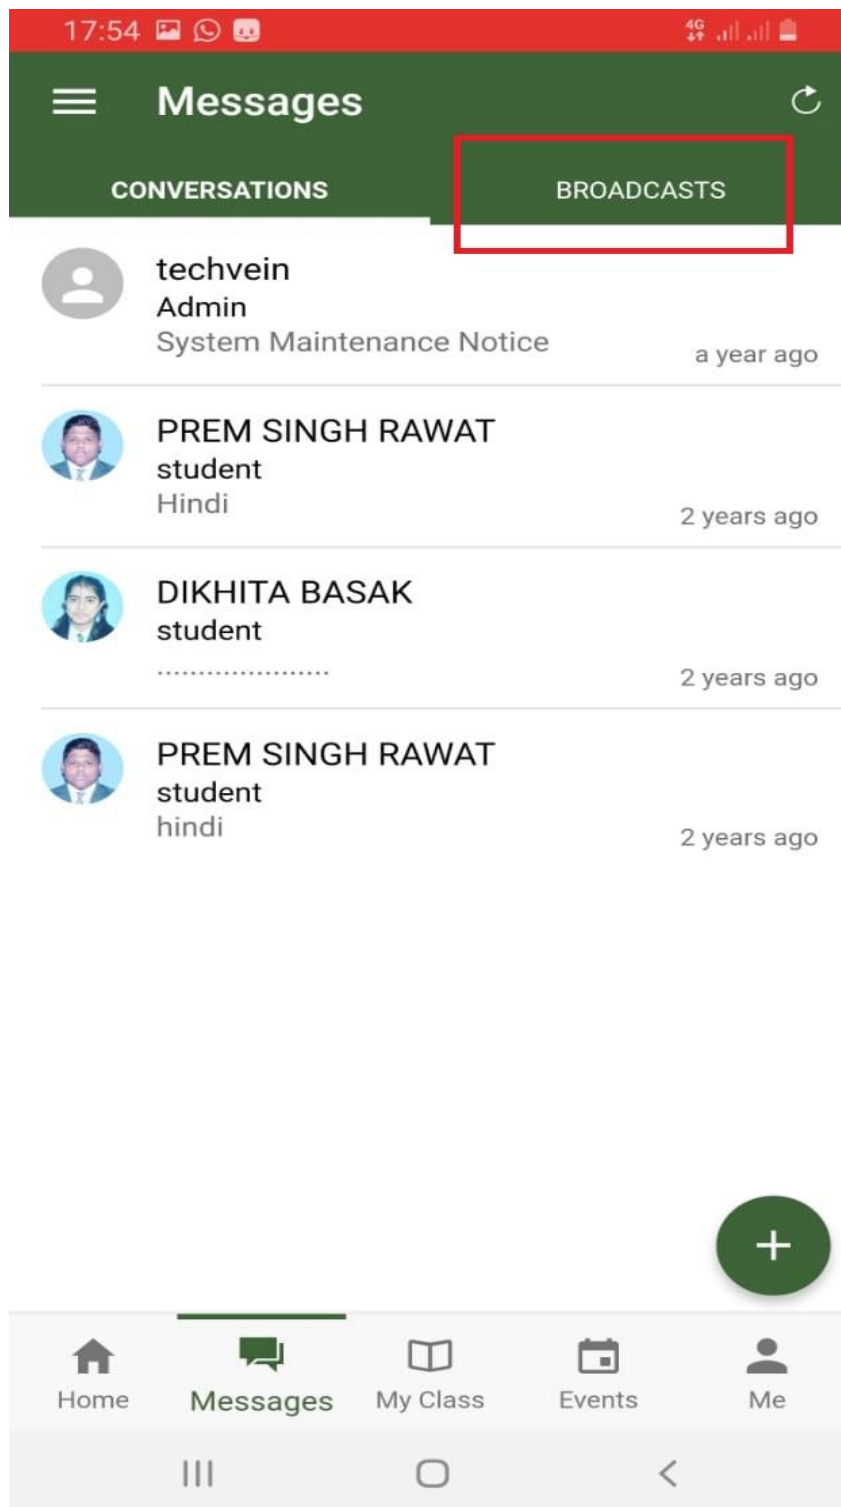 17:54 4G
Messages
CONVERSATIONS BROADCASTS
techvein
Admin
System Maintenance Notice
a year ago
PREM SINGH RAWAT
student
Hindi
2 years ago
DIKHITA BASAK
student
.....................
2 years ago
PREM SINGH RAWAT
student
hindi
2 years ago
+
Home Messages My Class Events Me